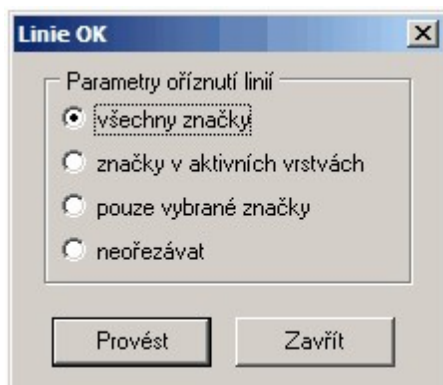 Linie OK
Parametry oříznutí linií
všechny značky
značky v aktivních vrstvách
pouze vybrané značky
neořezávat
Provést
Zavřít